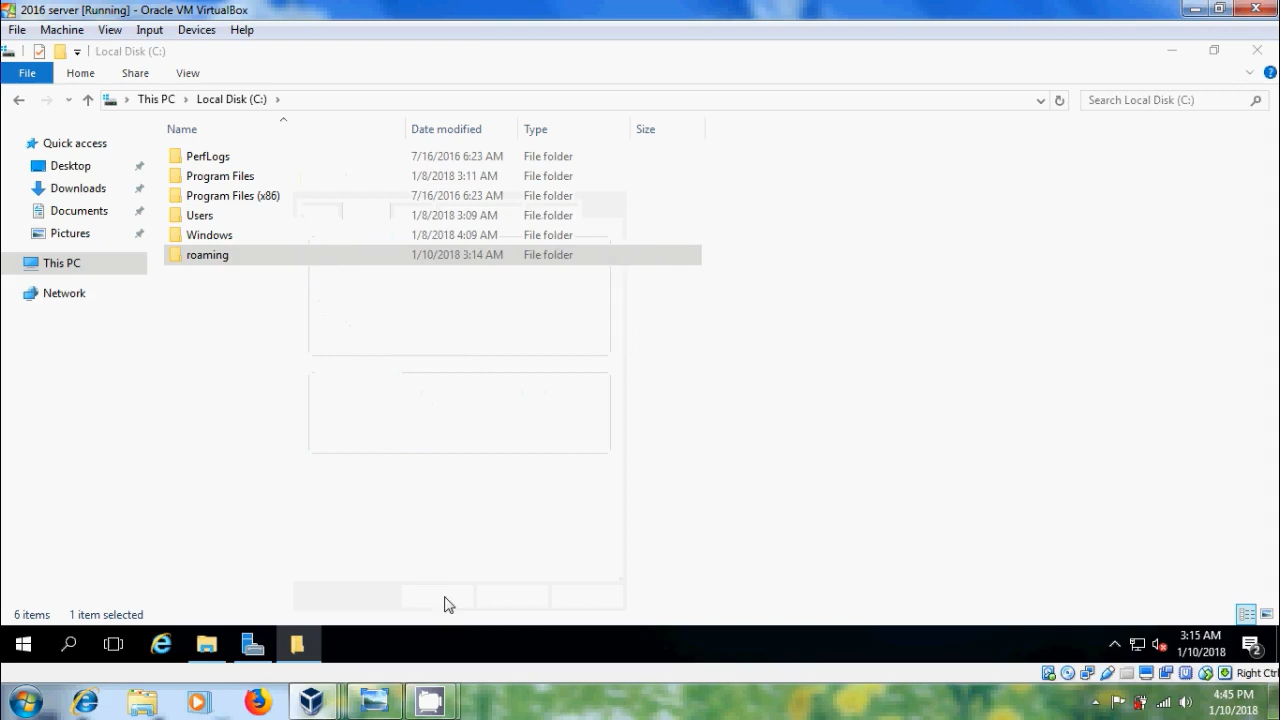 2016 server [Running] - Oracle VM VirtualBox
File Machine View Input Devices Help
Local Disk (C:)
File Home Share View
This PC Local Disk (C:)
Search Local Disk (C:)
Name Date modified Type Size
Quick access
Desktop
Downloads
Documents
Pictures
This PC
Network
PerfLogs 7/16/2016 6:23 AM File folder
Program Files 1/8/2018 3:11 AM File folder
Program Files (x86) 7/16/2016 6:23 AM File folder
Users 1/8/2018 3:09 AM File folder
Windows 1/8/2018 4:09 AM File folder
roaming 1/10/2018 3:14 AM File folder
6 items 1 item selected
3:15 AM
1/10/2018
2
Right Ctrl
4:45 PM
1/10/2018